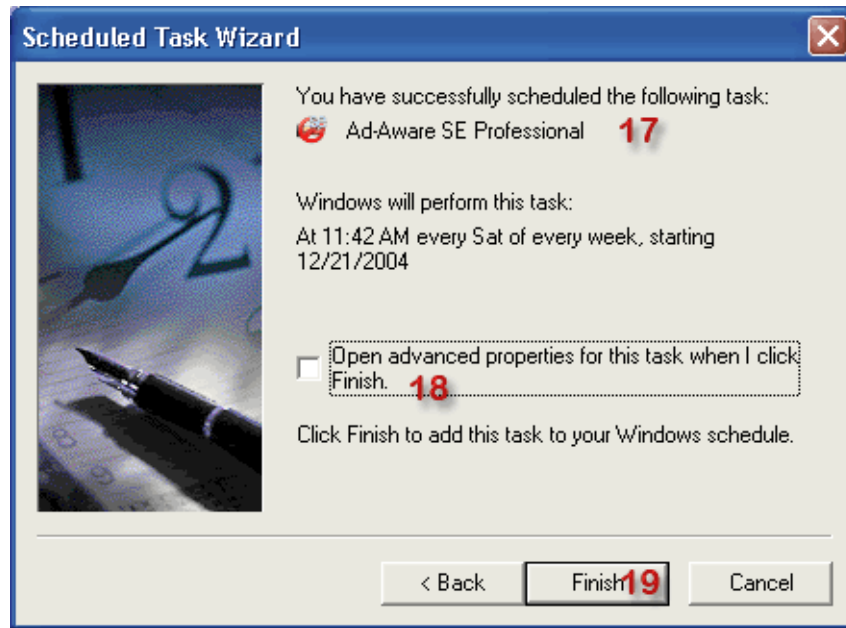 Scheduled Task Wizard
You have successfully scheduled the following task:
Ad-Aware SE Professional 17
Windows will perform this task:
At 11:42 AM every Sat of every week, starting
12/21/2004
Open advanced properties for this task when I click
Finish. 18
Click Finish to add this task to your Windows schedule.
< Back Finish 19 Cancel